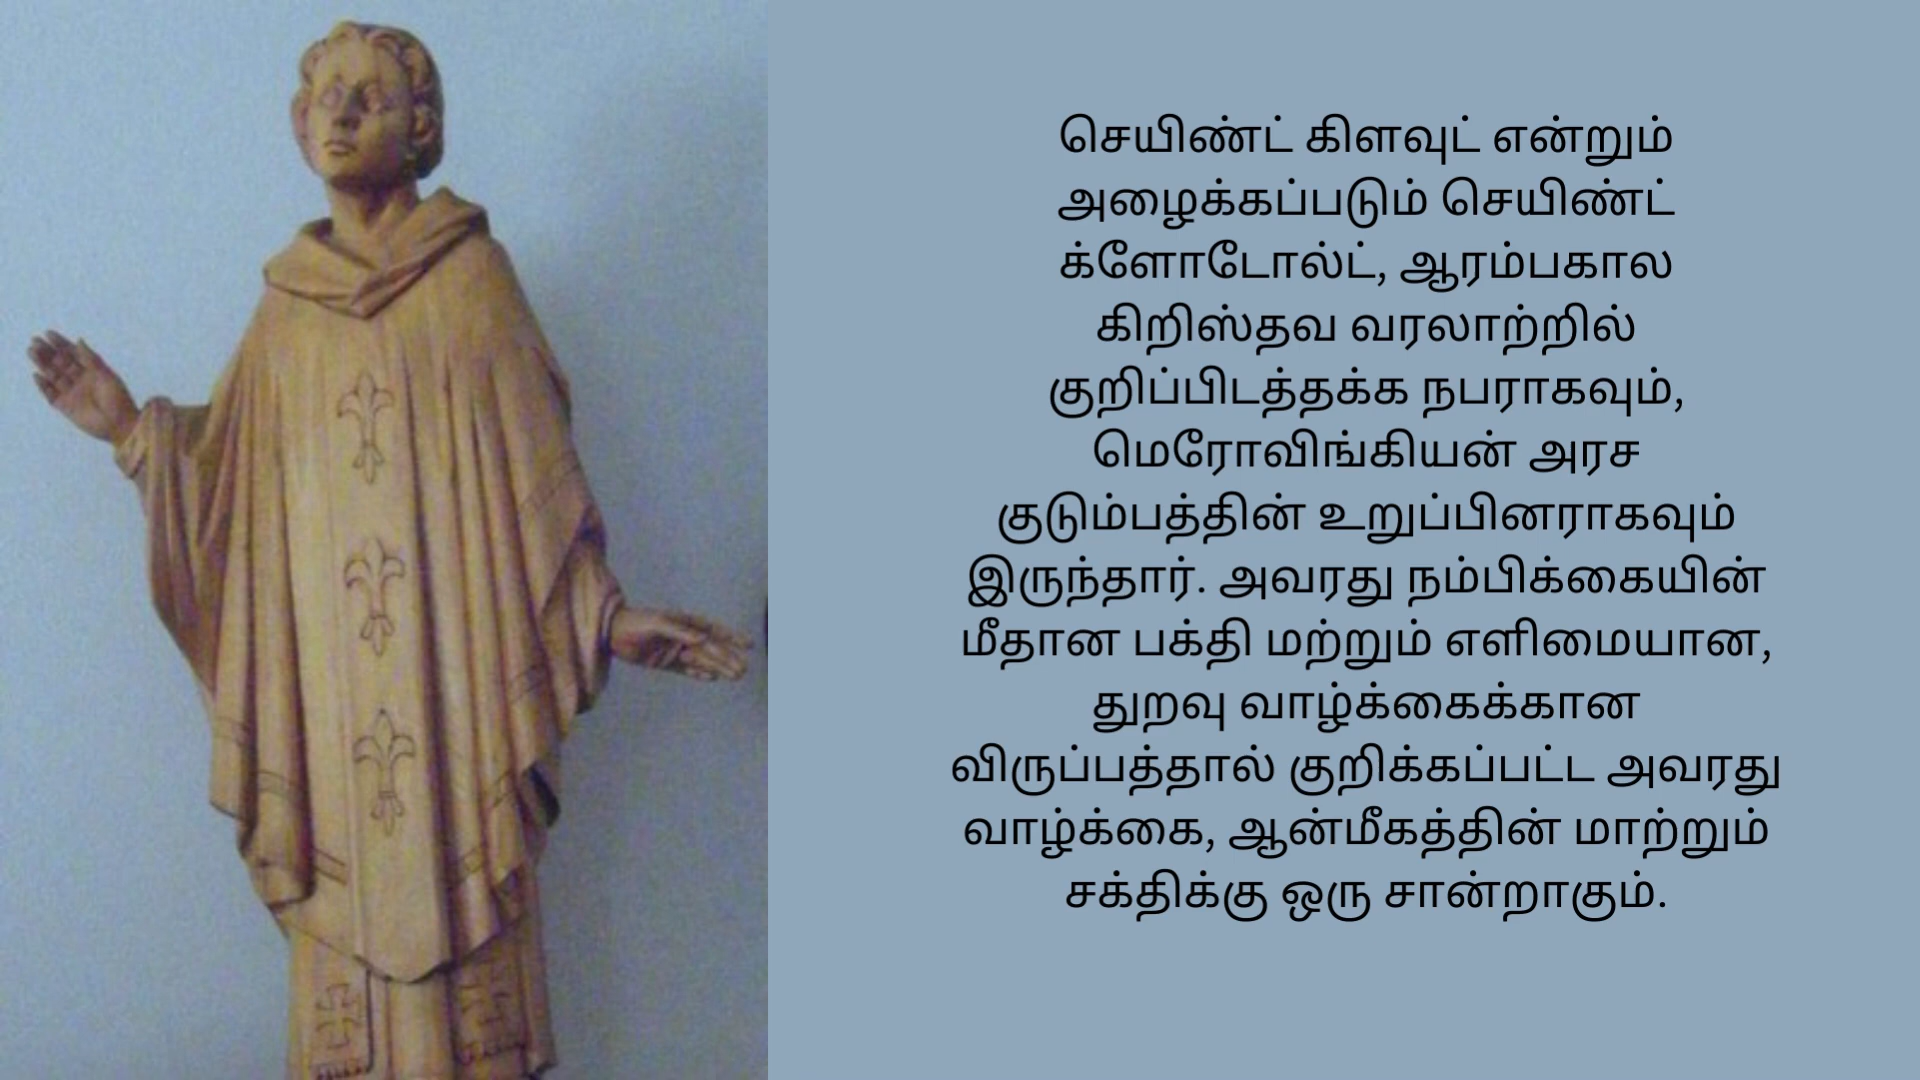 செயிண்ட் கிளவுட் என்றும்
அழைக்கப்படும் செயிண்ட்
க்ளோடோல்ட், ஆரம்பகால
கிறிஸ்தவ வரலாற்றில்
குறிப்பிடத்தக்க நபராகவும்,
மெரோவிங்கியன் அரச
குடும்பத்தின் உறுப்பினராகவும்
இருந்தார். அவரது நம்பிக்கையின்
மீதான பக்தி மற்றும் எளிமையான,
துறவு வாழ்க்கைக்கான
விருப்பத்தால் குறிக்கப்பட்ட அவரது
வாழ்க்கை, ஆன்மீகத்தின் மாற்றும்
சக்திக்கு ஒரு சான்றாகும்.